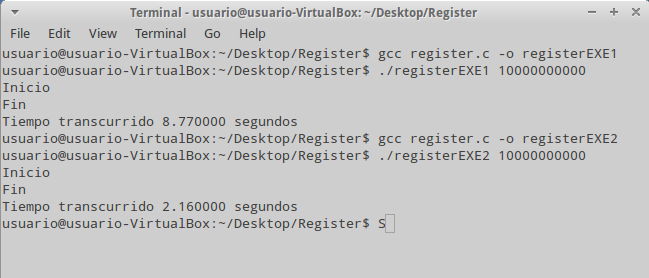 Terminal - usuario@usuario-VirtualBox: ~/Desktop/Register
File Edit View Terminal Go Help
usuario@usuario-VirtualBox:~/Desktop/Register$ gcc register.c -o registerEXE1
usuario@usuario-VirtualBox:~/Desktop/Register$ ./registerEXE1 10000000000
Inicio
Fin
Tiempo transcurrido 8.770000 segundos
usuario@usuario-VirtualBox:~/Desktop/Register$ gcc register.c -o registerEXE2
usuario@usuario-VirtualBox:~/Desktop/Register$ ./registerEXE2 10000000000
Inicio
Fin
Tiempo transcurrido 2.160000 segundos
usuario@usuario-VirtualBox:~/Desktop/Register$ S